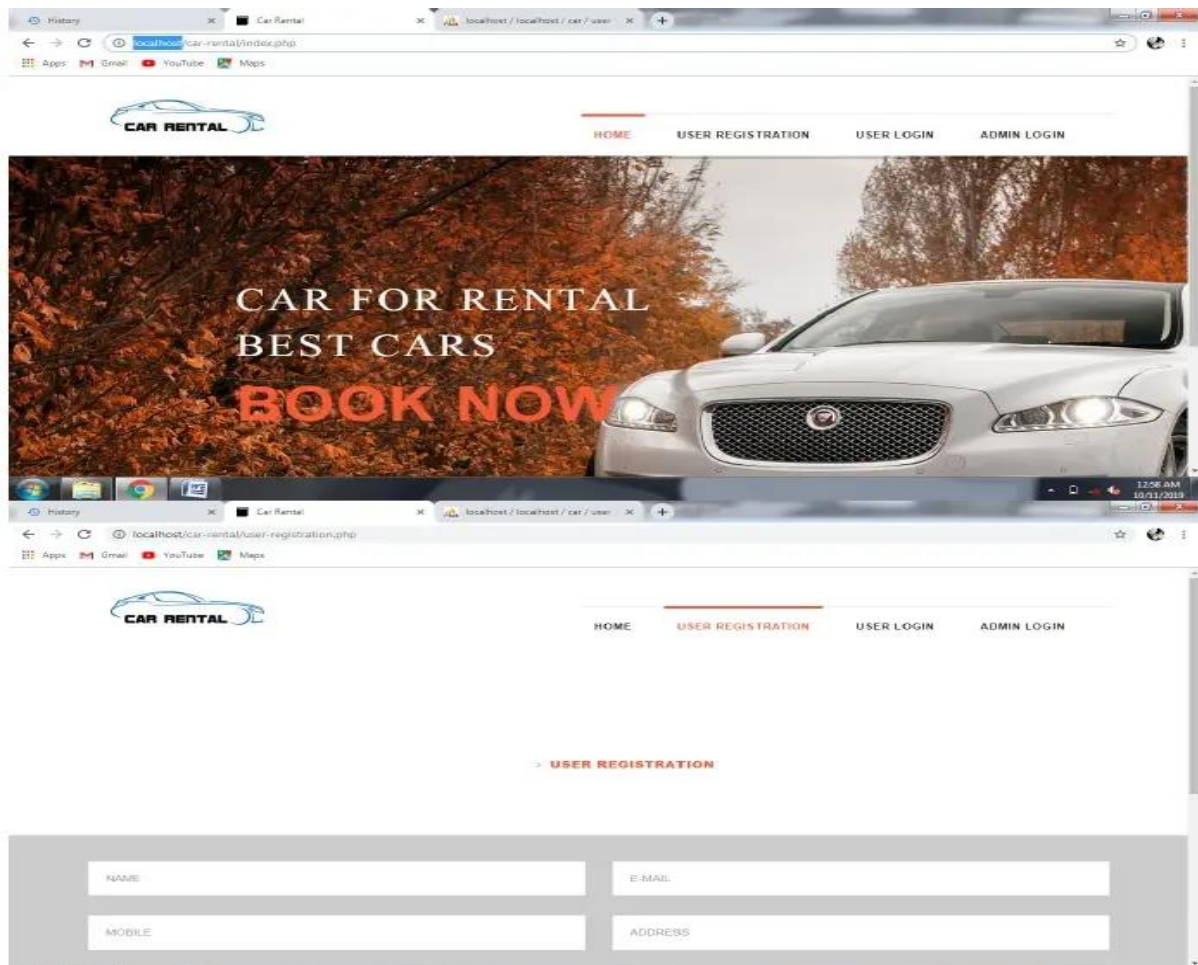 History
Car Rental
localhost / localhost / car / user
localhost/car-rental/index.php
Apps
Gmail
YouTube
Maps
CAR RENTAL
HOME
USER REGISTRATION
USER LOGIN
ADMIN LOGIN
CAR FOR RENTAL
BEST CARS
BOOK NOW
12:56 AM
10/11/2019
History
Car Rental
localhost / localhost / car / user
localhost/car-rental/user-registration.php
Apps
Gmail
YouTube
Maps
CAR RENTAL
HOME
USER REGISTRATION
USER LOGIN
ADMIN LOGIN
> USER REGISTRATION
NAME
E-MAIL
MOBILE
ADDRESS